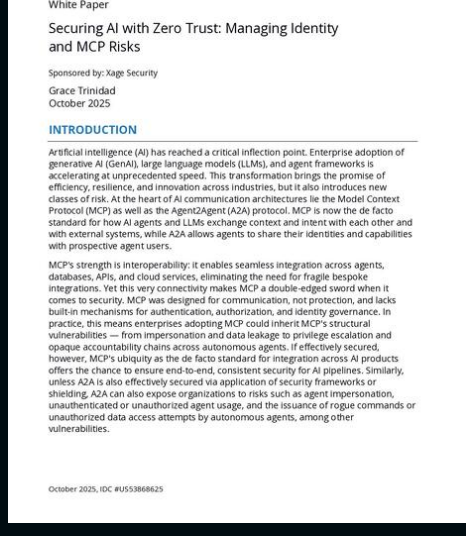 White Paper
Securing AI with Zero Trust: Managing Identity
and MCP Risks
Sponsored by: Xage Security
Grace Trinidad
October 2025
INTRODUCTION
Artificial intelligence (AI) has reached a critical inflection point. Enterprise adoption of
generative AI (GenAI), large language models (LLMs), and agent frameworks is
accelerating at unprecedented speed. This transformation brings the promise of
efficiency, resilience, and innovation across industries, but it also introduces new
classes of risk. At the heart of AI communication architectures lie the Model Context
Protocol (MCP) as well as the Agent2Agent (A2A) protocol. MCP is now the de facto
standard for how AI agents and LLMs exchange context and intent with each other and
with external systems, while A2A allows agents to share their identities and capabilities
with prospective agent users.
MCP's strength is interoperability: it enables seamless integration across agents,
databases, APIs, and cloud services, eliminating the need for fragile bespoke
integrations. Yet this very connectivity makes MCP a double-edged sword when it
comes to security. MCP was designed for communication, not protection, and lacks
built-in mechanisms for authentication, authorization, and identity governance. In
practice, this means enterprises adopting MCP could inherit MCP's structural
vulnerabilities — from impersonation and data leakage to privilege escalation and
opaque accountability chains across autonomous agents. If effectively secured,
however, MCP's ubiquity as the de facto standard for integration across AI products
offers the chance to ensure end-to-end, consistent security for AI pipelines. Similarly,
unless A2A is also effectively secured via application of security frameworks or
shielding, A2A can also expose organizations to risks such as agent impersonation,
unauthenticated or unauthorized agent usage, and the issuance of rogue commands or
unauthorized data access attempts by autonomous agents, among other
vulnerabilities.
October 2025, IDC #US53868625